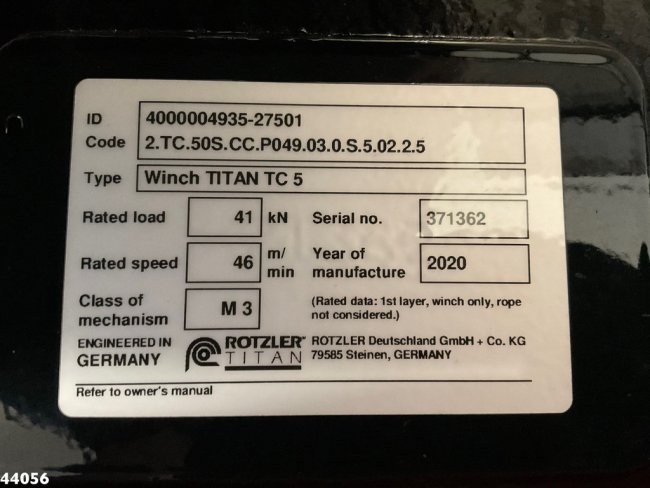 ID 4000004935-27501
Code 2.TC.50S.CC.P049.03.0.S.5.02.2.5
Type Winch TITAN TC 5
Rated load 41 kN Serial no. 371362
Rated speed 46 m/min Year of manufacture 2020
Class of mechanism M 3
(Rated data: 1st layer, winch only, rope
not considered.)
ENGINEERED IN
GERMANY
ROTZLER
TITAN
ROTZLER Deutschland GmbH + Co. KG
79585 Steinen, GERMANY
Refer to owner's manual
44056